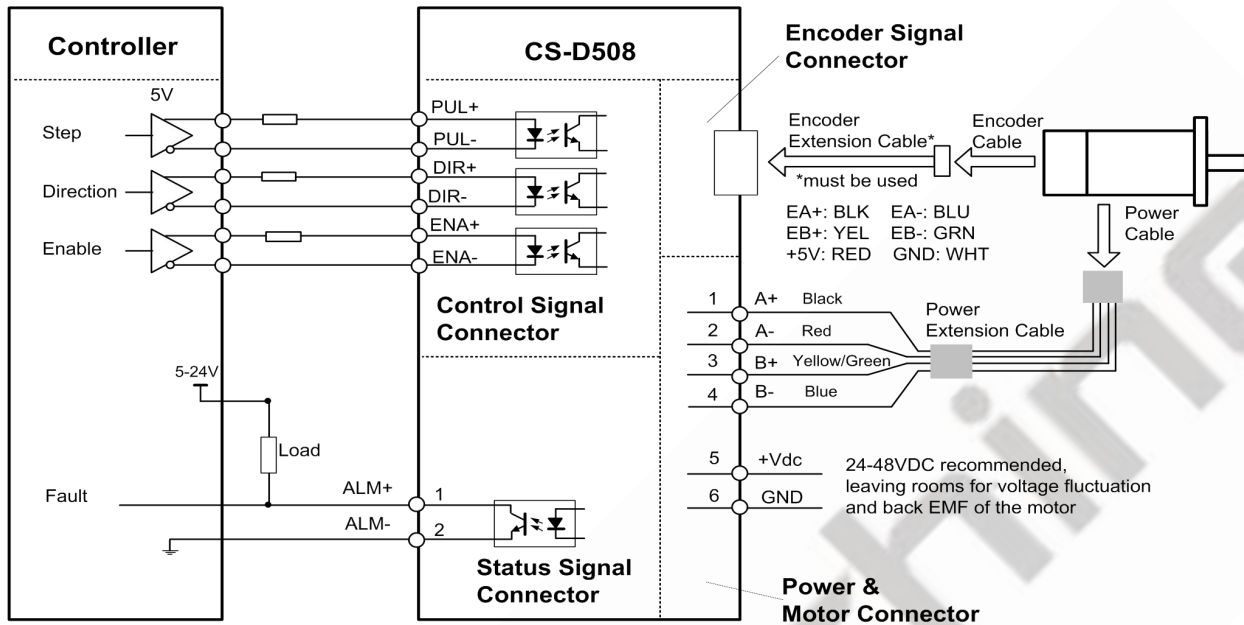 Controller
CS-D508
Encoder Signal
Connector
5V
Step
Direction
Enable
PUL+
PUL-
DIR+
DIR-
ENA+
ENA-
Control Signal
Connector
Encoder
Extension Cable*
*must be used
Encoder
Cable
EA+: BLK EA-: BLU
EB+: YEL EB-: GRN
+5V: RED GND: WHT
Power
Cable
1 A+ Black
2 A- Red
3 B+ Yellow/Green
4 B- Blue
Power
Extension Cable
5 +Vdc
6 GND
24-48VDC recommended,
leaving rooms for voltage fluctuation
and back EMF of the motor
5-24V
Load
Fault
ALM+ 1
ALM- 2
Status Signal
Connector
Power &
Motor Connector